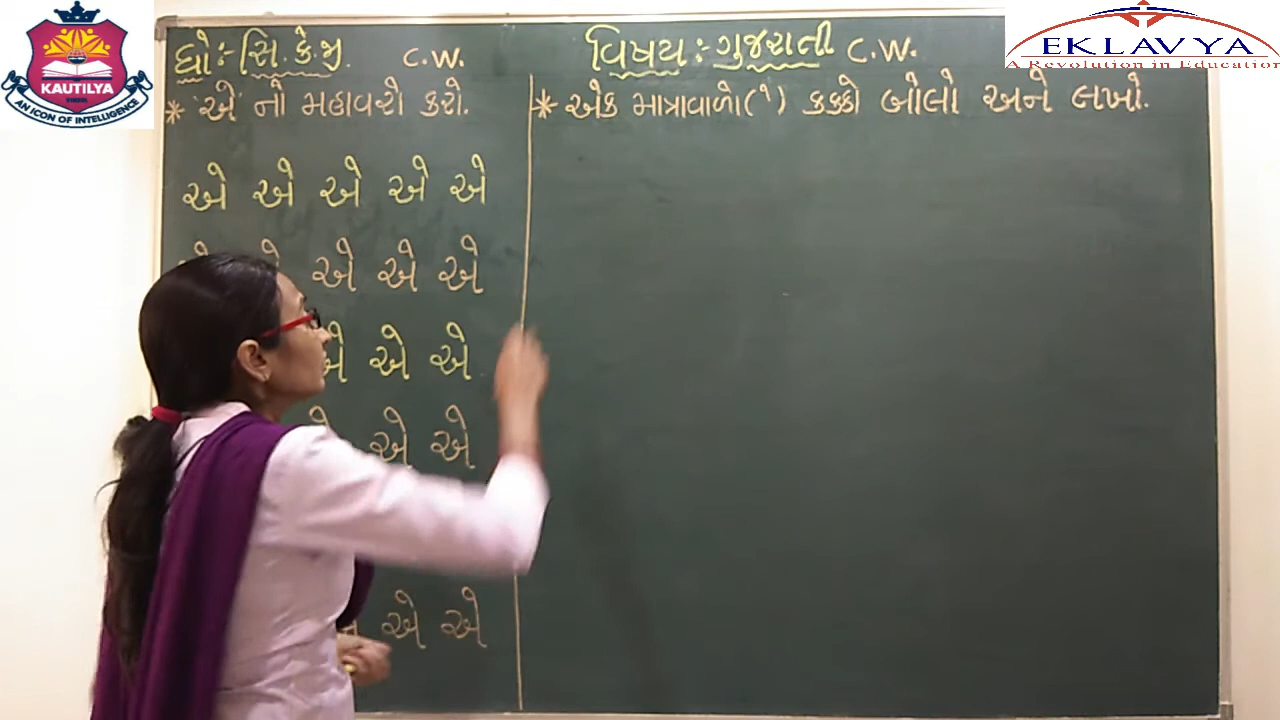 KAUTILYA
AN ICON OF INTELLIGENCE
EKLAVYA
A Revolution in Education
ધો:- સિ.કે.જી. C.W.
* 'એ' નો મહાવરો કરો.
એ એ એ એ એ
એ એ એ
એ એ એ
એ એ
એ એ
વિષય:- ગુજરાતી C.W.
* એક માત્રાવાળો(ે) કક્કો બોલો અને લખો.